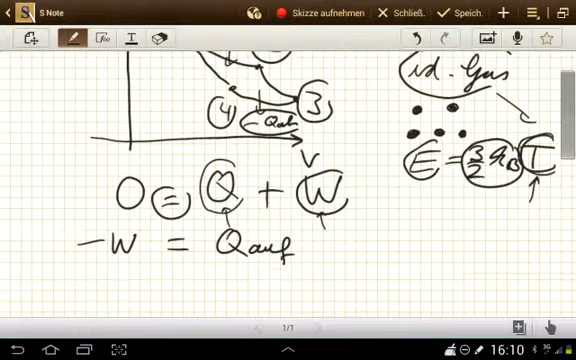 S Note
Skizze aufnehmen
Schließ.
Speich.
id. Gas
4
- Qab
3
V
E = 3/2 kB T
0 = Q + W
-W = Qauf
1/1
3G
16:10